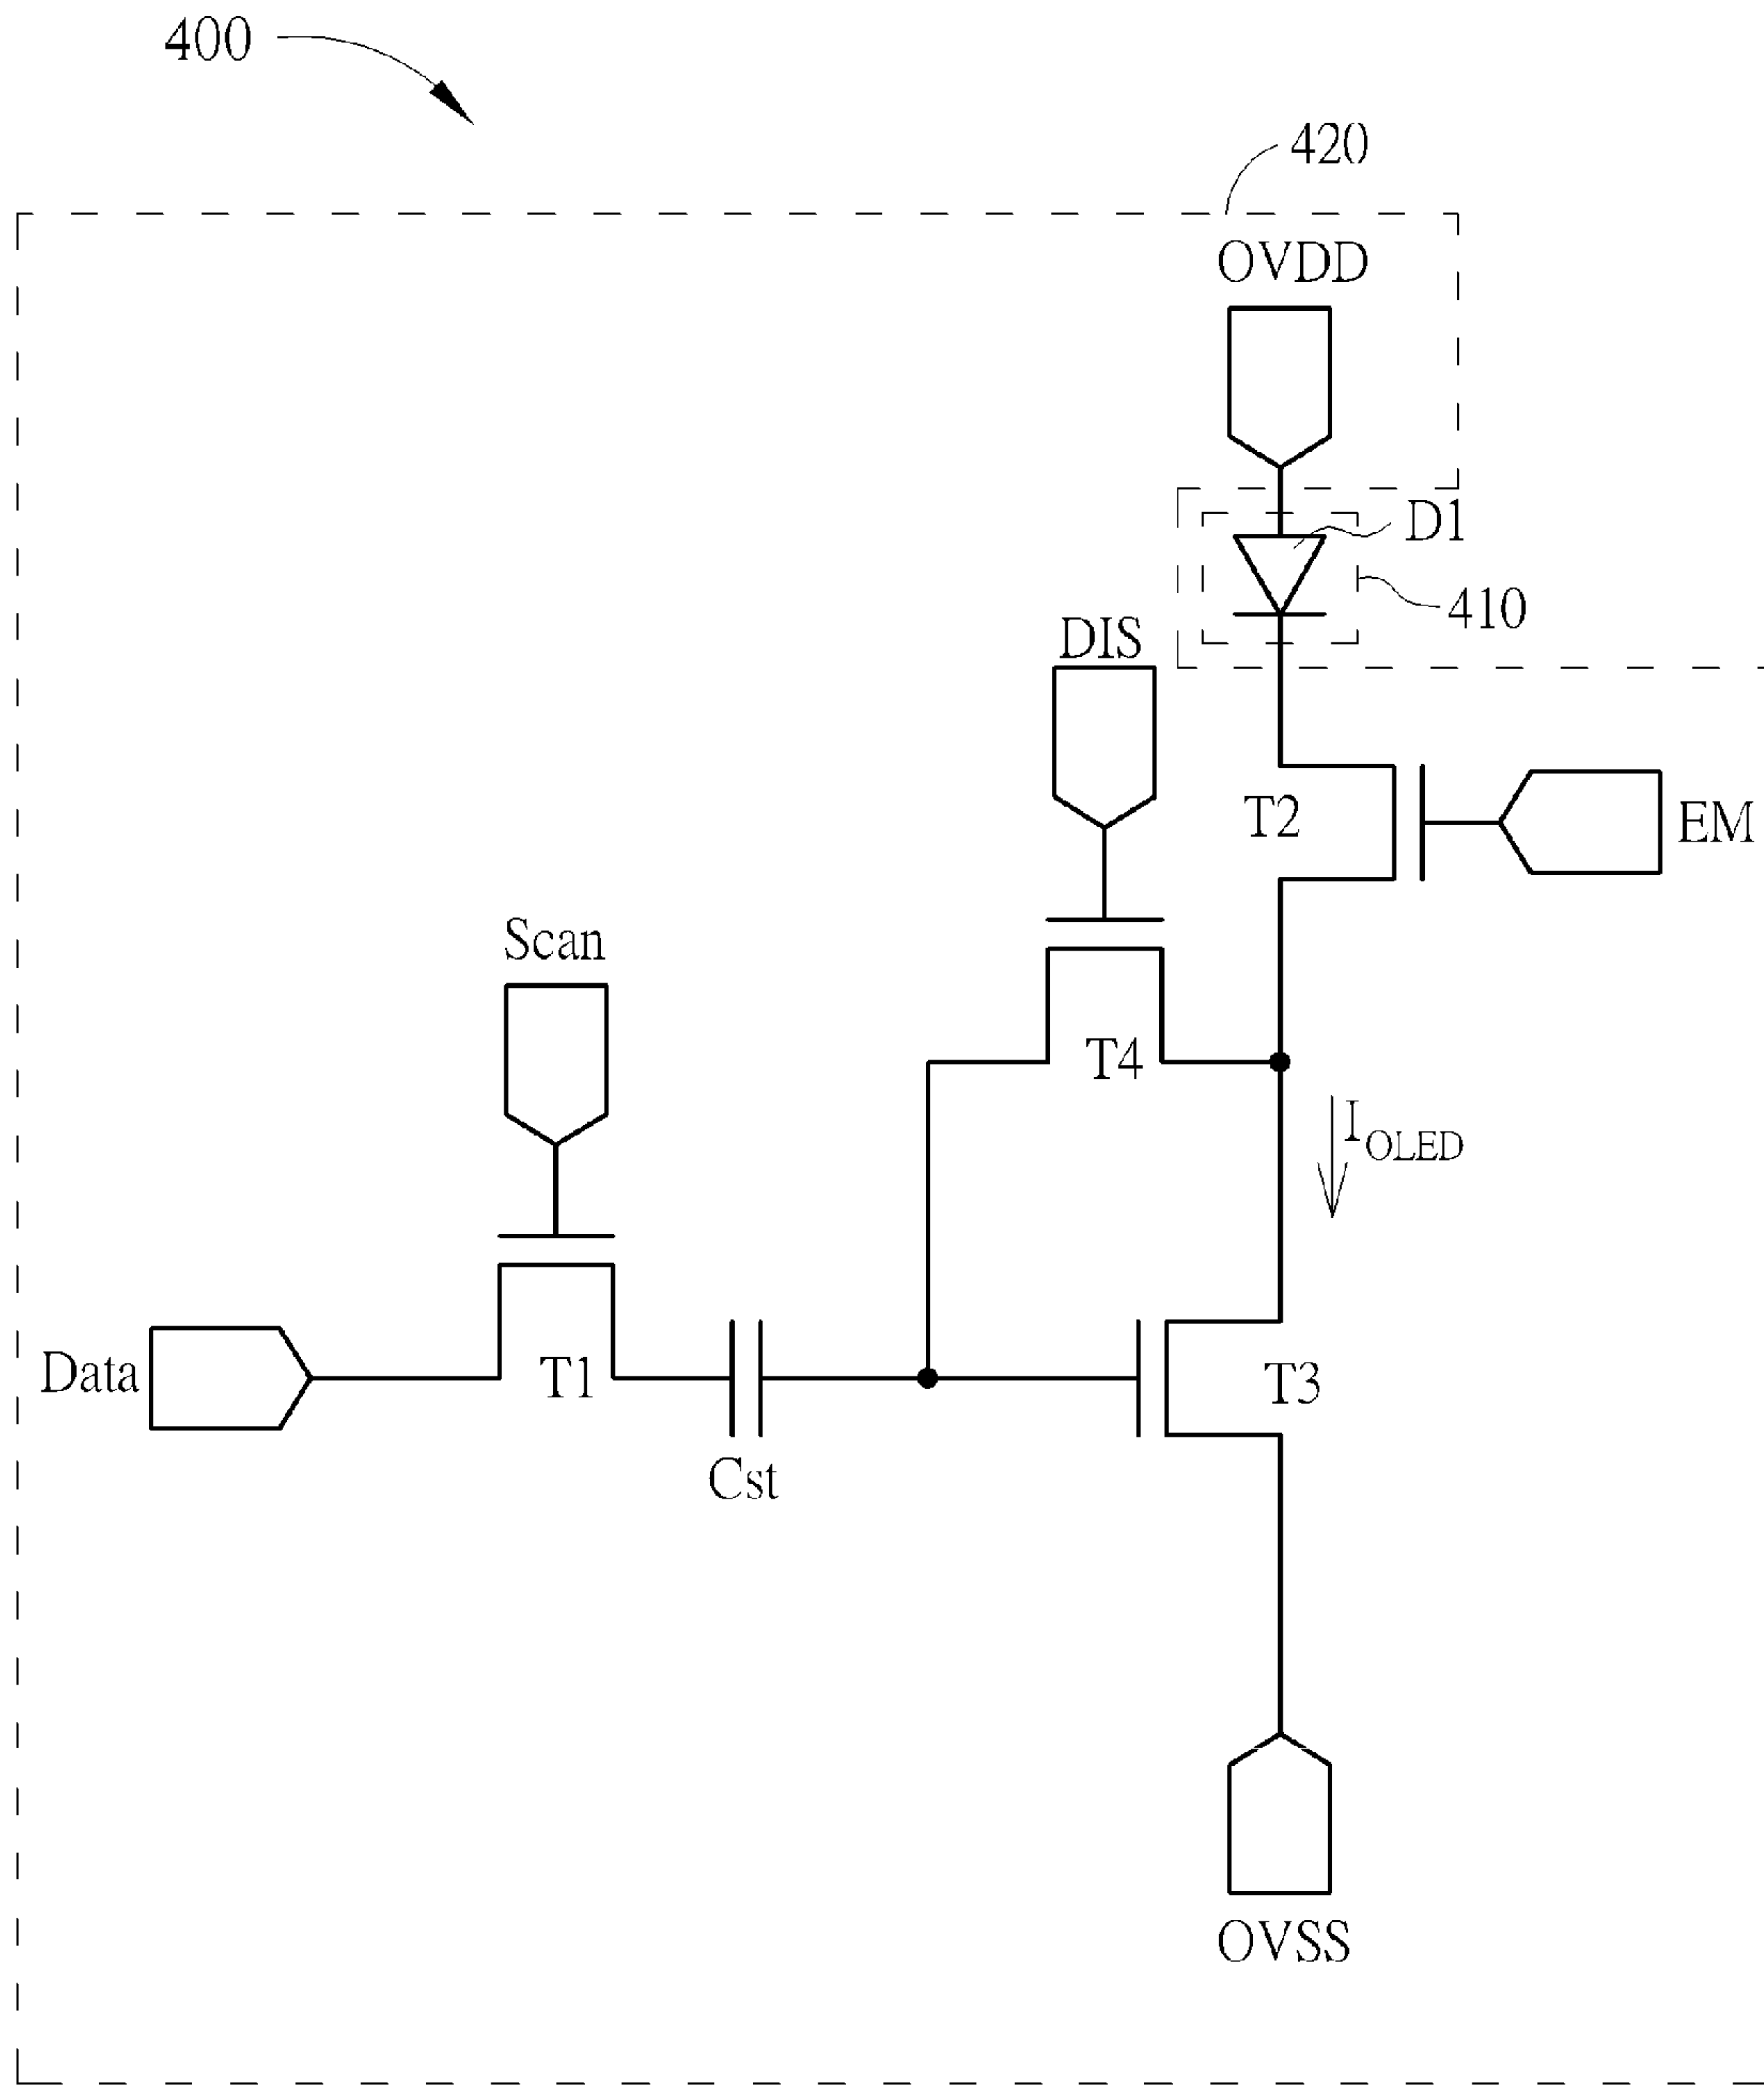 400
420
OVDD
D1
410
DIS
T2
EM
Scan
T4
I_OLED
Data
T1
T3
Cst
OVSS